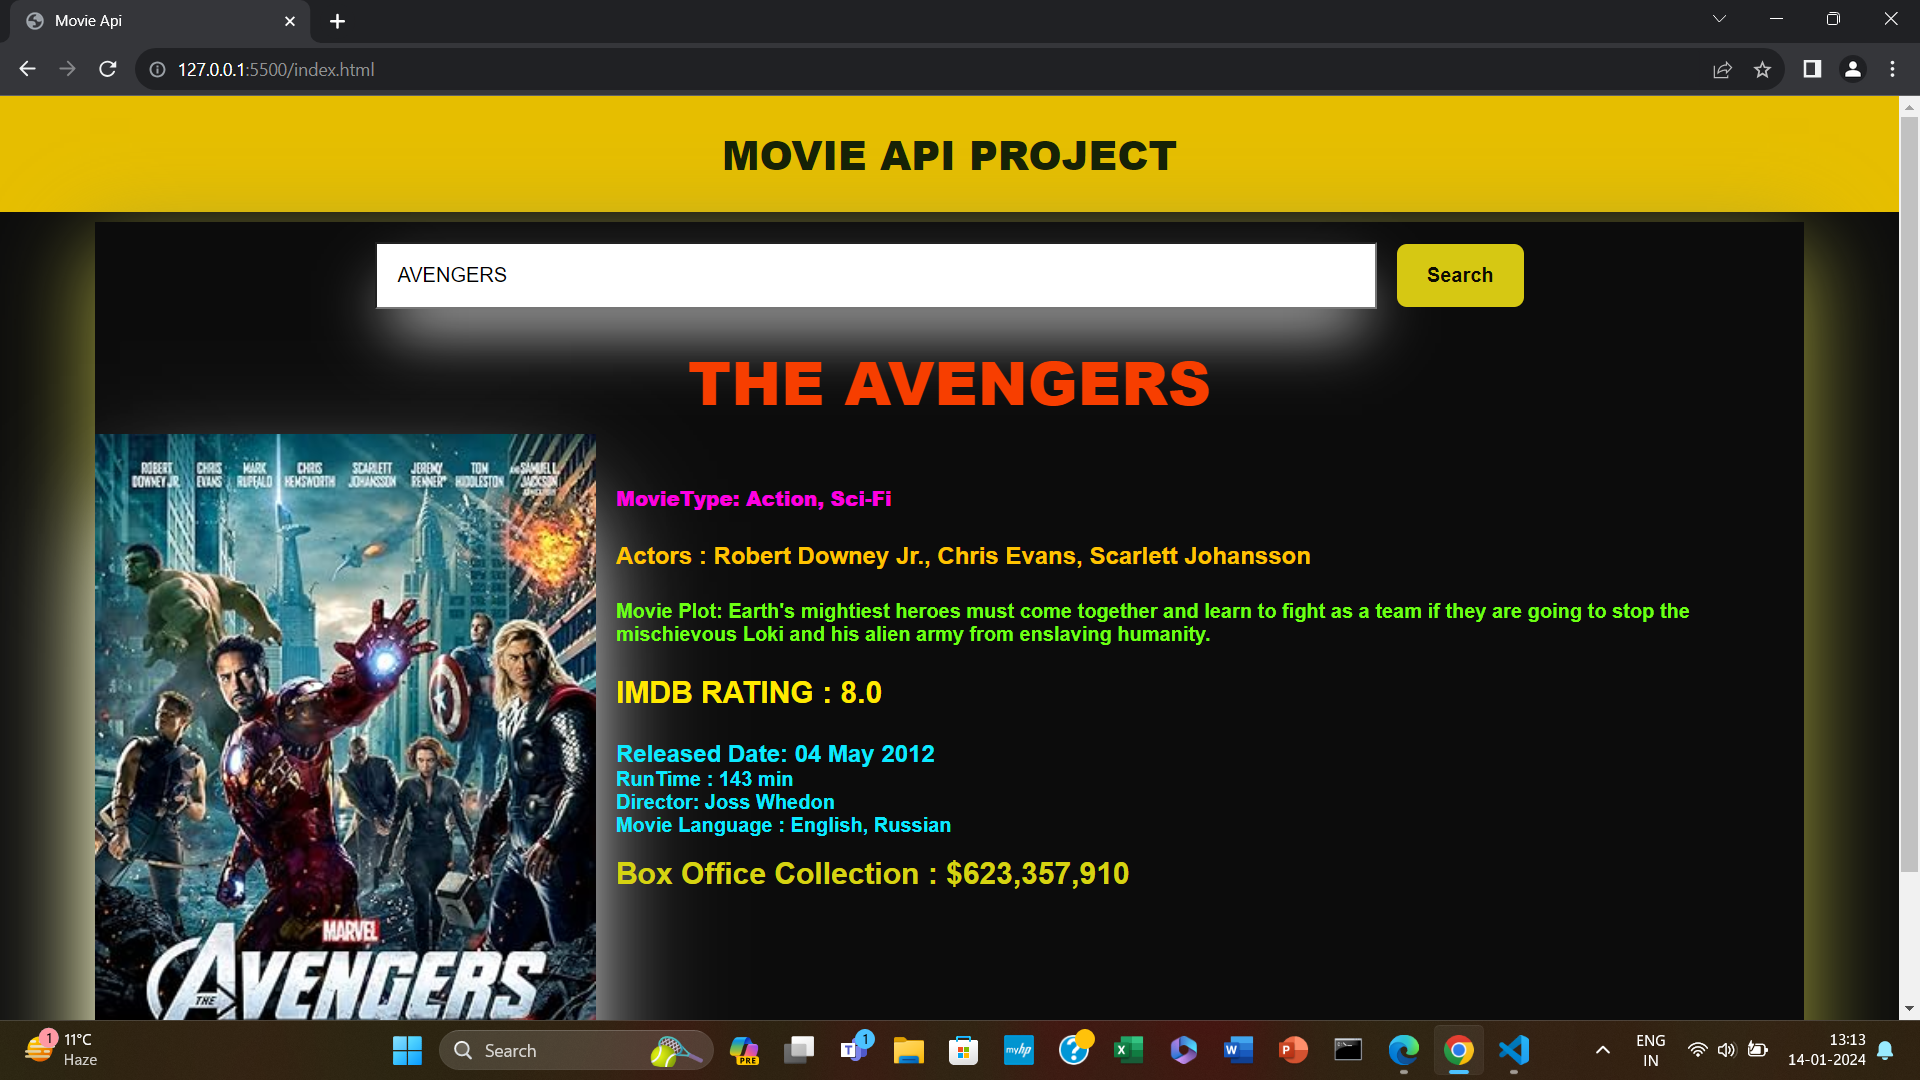 Movie Api
127.0.0.1:5500/index.html
MOVIE API PROJECT
AVENGERS
Search
THE AVENGERS
ROBERT DOWNEY JR.
CHRIS EVANS
MARK RUFFALO
CHRIS HEMSWORTH
SCARLETT JOHANSSON
JEREMY RENNER
TOM HIDDLESTON
AND SAMUEL L. JACKSON
MovieType: Action, Sci-Fi
Actors : Robert Downey Jr., Chris Evans, Scarlett Johansson
Movie Plot: Earth's mightiest heroes must come together and learn to fight as a team if they are going to stop the
mischievous Loki and his alien army from enslaving humanity.
IMDB RATING : 8.0
Released Date: 04 May 2012
RunTime : 143 min
Director: Joss Whedon
Movie Language : English, Russian
Box Office Collection : $623,357,910
MARVEL
THE AVENGERS
1
11°C
Haze
Search
PRE
T
1
myhp
?
X
W
P
ENG
IN
13:13
14-01-2024